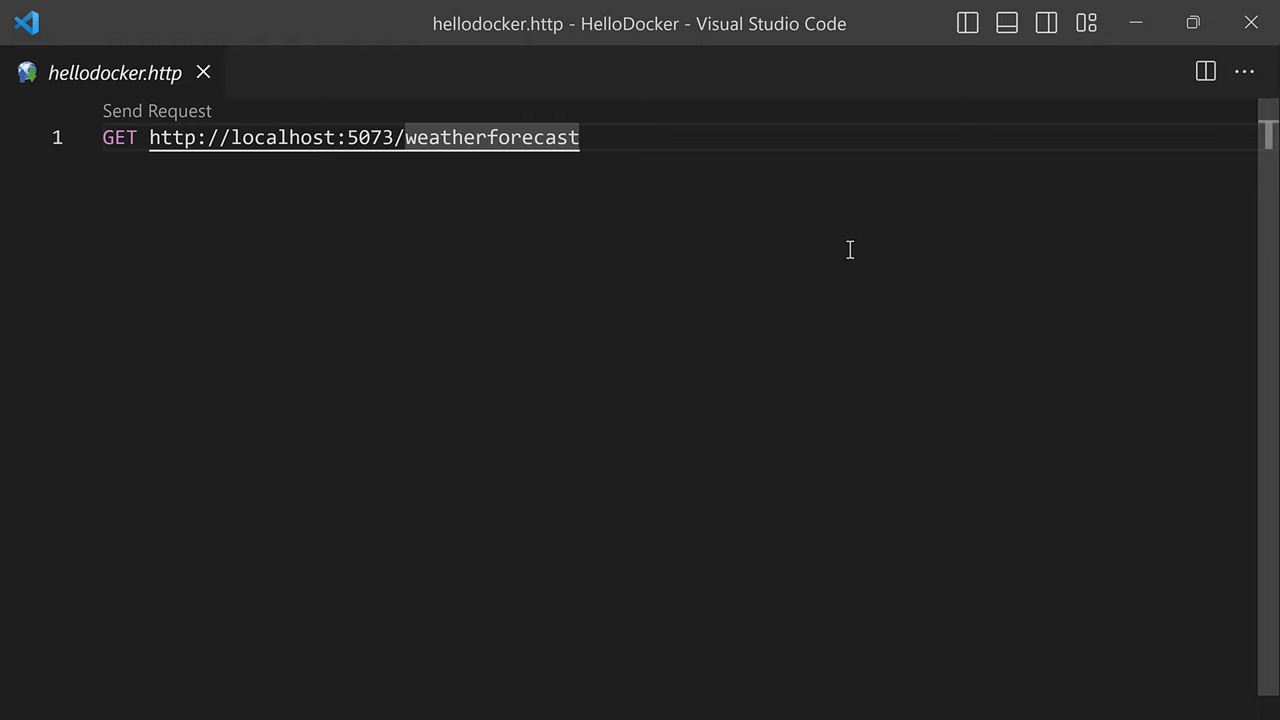 hellodocker.http - HelloDocker - Visual Studio Code
hellodocker.http
Send Request
1 GET http://localhost:5073/weatherforecast